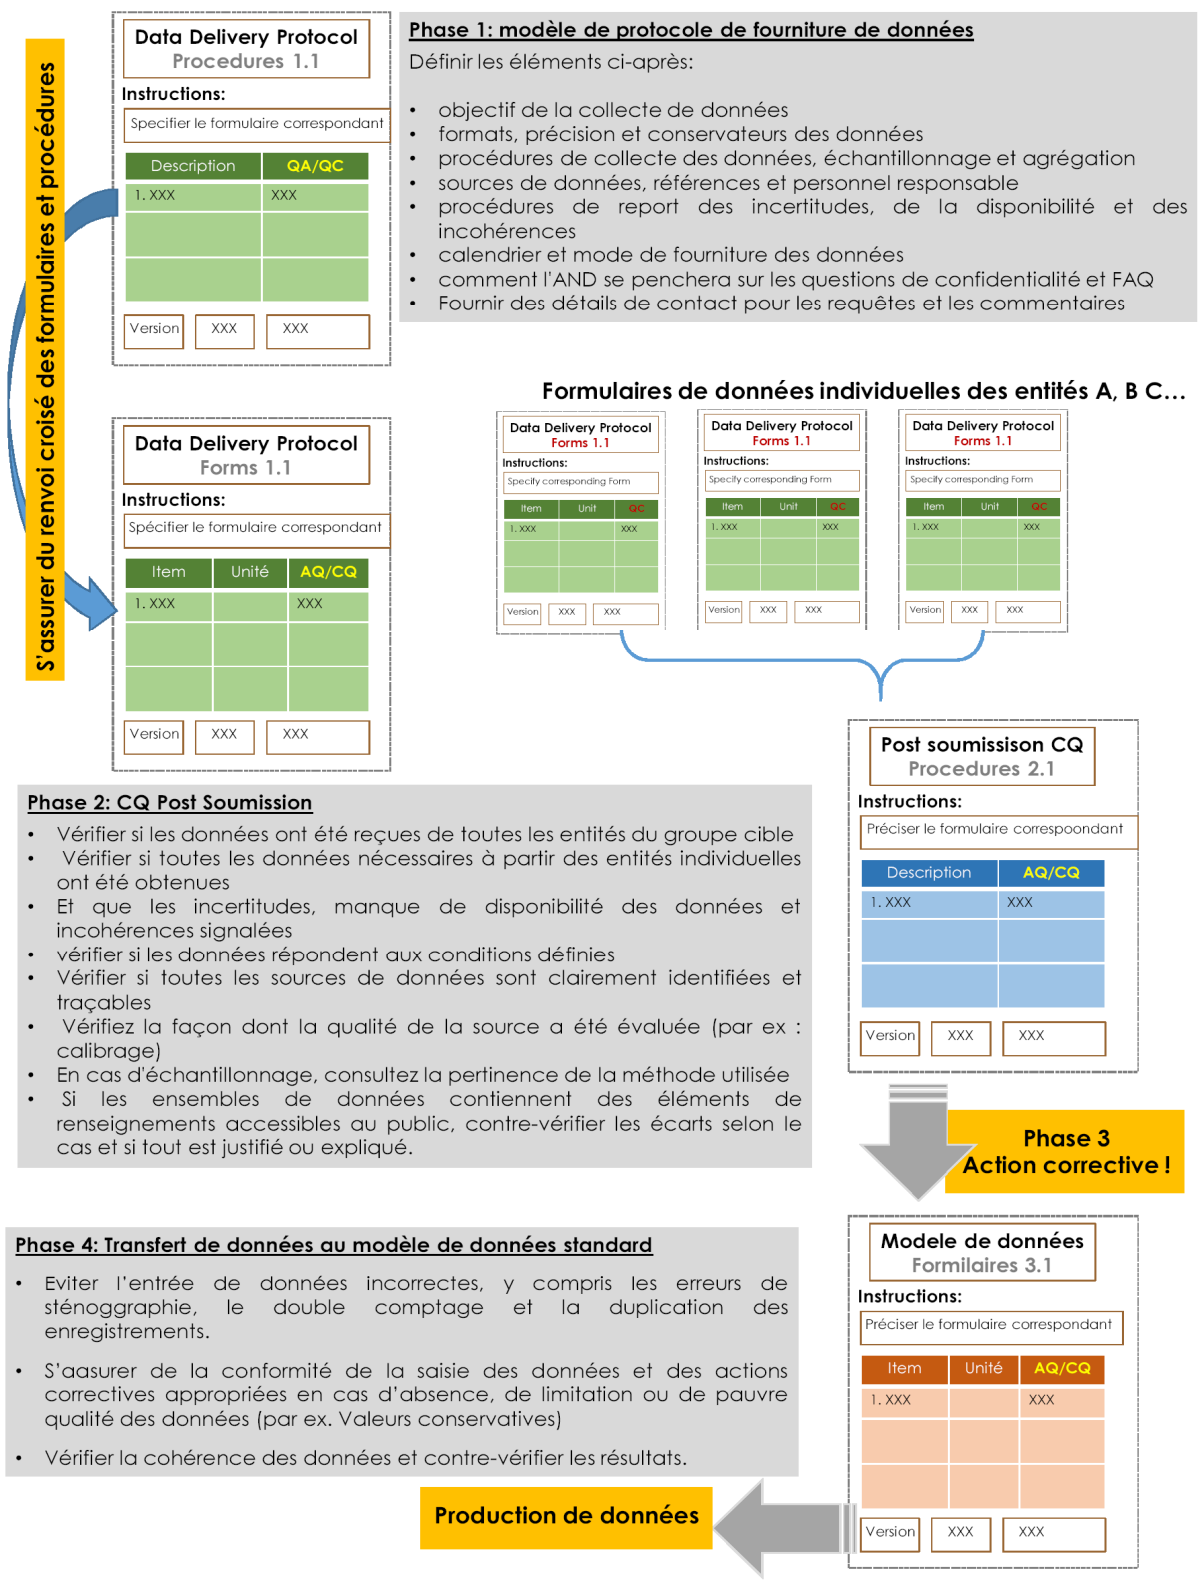 S'assurer du renvoi croisé des formulaires et procédures
Data Delivery Protocol
Procedures 1.1
Instructions:
Specifier le formulaire correspondant
Description QA/QC
1. XXX XXX
Version XXX XXX
Phase 1: modèle de protocole de fourniture de données
Définir les éléments ci-après:
• objectif de la collecte de données
• formats, précision et conservateurs des données
• procédures de collecte des données, échantillonnage et agrégation
• sources de données, références et personnel responsable
• procédures de report des incertitudes, de la disponibilité et des
incohérences
• calendrier et mode de fourniture des données
• comment l'AND se penchera sur les questions de confidentialité et FAQ
• Fournir des détails de contact pour les requêtes et les commentaires
Data Delivery Protocol
Forms 1.1
Instructions:
Spécifier le formulaire correspondant
Item Unité AQ/CQ
1. XXX XXX
Version XXX XXX
Formulaires de données individuelles des entités A, B C...
Data Delivery Protocol
Forms 1.1
Instructions:
Specify corresponding Form
Item Unit QC
1. XXX XXX
Version XXX XXX
Data Delivery Protocol
Forms 1.1
Instructions:
Specify corresponding Form
Item Unit QC
1. XXX XXX
Version XXX XXX
Data Delivery Protocol
Forms 1.1
Instructions:
Specify corresponding Form
Item Unit QC
1. XXX XXX
Version XXX XXX
Phase 2: CQ Post Soumission
• Vérifier si les données ont été reçues de toutes les entités du groupe cible
• Vérifier si toutes les données nécessaires à partir des entités individuelles
ont été obtenues
• Et que les incertitudes, manque de disponibilité des données et
incohérences signalées
• vérifier si les données répondent aux conditions définies
• Vérifier si toutes les sources de données sont clairement identifiées et
traçables
• Vérifiez la façon dont la qualité de la source a été évaluée (par ex :
calibrage)
• En cas d'échantillonnage, consultez la pertinence de la méthode utilisée
• Si les ensembles de données contiennent des éléments de
renseignements accessibles au public, contre-vérifier les écarts selon le
cas et si tout est justifié ou expliqué.
Post soumissison CQ
Procedures 2.1
Instructions:
Préciser le formulaire correspoondant
Description AQ/CQ
1. XXX XXX
Version XXX XXX
Phase 3
Action corrective !
Phase 4: Transfert de données au modèle de données standard
• Eviter l'entrée de données incorrectes, y compris les erreurs de
sténoggraphie, le double comptage et la duplication des
enregistrements.
• S'aasurer de la conformité de la saisie des données et des actions
correctives appropriées en cas d'absence, de limitation ou de pauvre
qualité des données (par ex. Valeurs conservatives)
• Vérifier la cohérence des données et contre-vérifier les résultats.
Modele de données
Formilaires 3.1
Instructions:
Préciser le formulaire correspondant
Item Unité AQ/CQ
1. XXX XXX
Version XXX XXX
Production de données